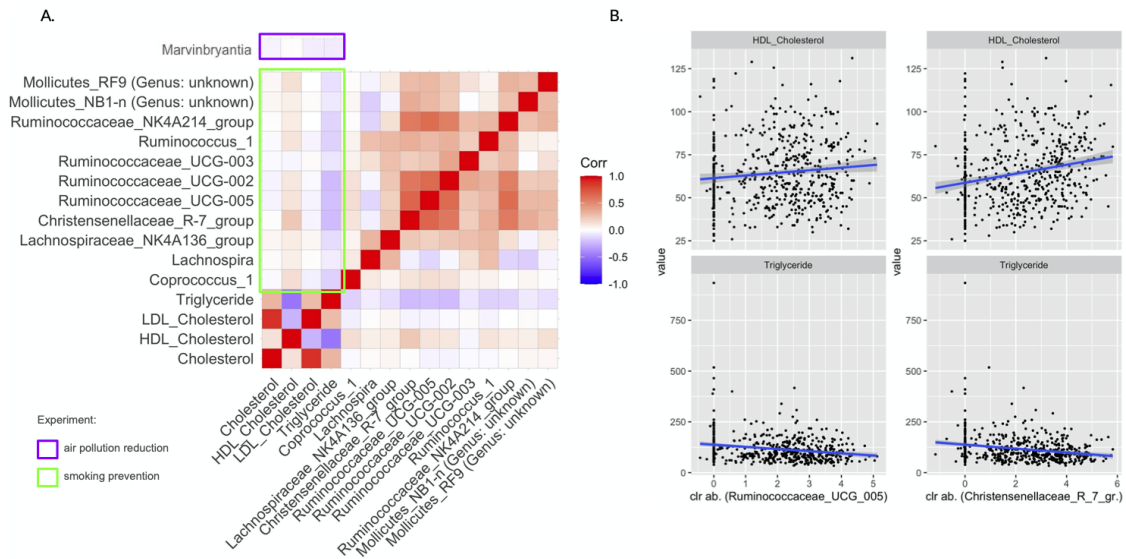 A.
Marvinbryantia
Mollicutes_RF9 (Genus: unknown)
Mollicutes_NB1-n (Genus: unknown)
Ruminococcaceae_NK4A214_group
Ruminococcus_1
Ruminococcaceae_UCG-003
Ruminococcaceae_UCG-002
Ruminococcaceae_UCG-005
Christensenellaceae_R-7_group
Lachnospiraceae_NK4A136_group
Lachnospira
Coprococcus_1
Triglyceride
LDL_Cholesterol
HDL_Cholesterol
Cholesterol
Cholesterol
HDL_Cholesterol
LDL_Cholesterol
Triglyceride
Coprococcus_1
Lachnospira
Lachnospiraceae_NK4A136_group
Christensenellaceae_R-7_group
Ruminococcaceae_UCG-005
Ruminococcaceae_UCG-002
Ruminococcaceae_UCG-003
Ruminococcus_1
Ruminococcaceae_NK4A214_group
Mollicutes_NB1-n (Genus: unknown)
Mollicutes_RF9 (Genus: unknown)
Corr
1.0
0.5
0.0
-0.5
-1.0
Experiment:
air pollution reduction
smoking prevention
B.
HDL_Cholesterol
125
100
75
50
25
value
Triglyceride
750
500
250
0
0
1
2
3
4
5
clr ab. (Ruminococcaceae_UCG_005)
HDL_Cholesterol
125
100
75
50
25
value
Triglyceride
750
500
250
0
0
2
4
6
clr ab. (Christensenellaceae_R_7_gr.)